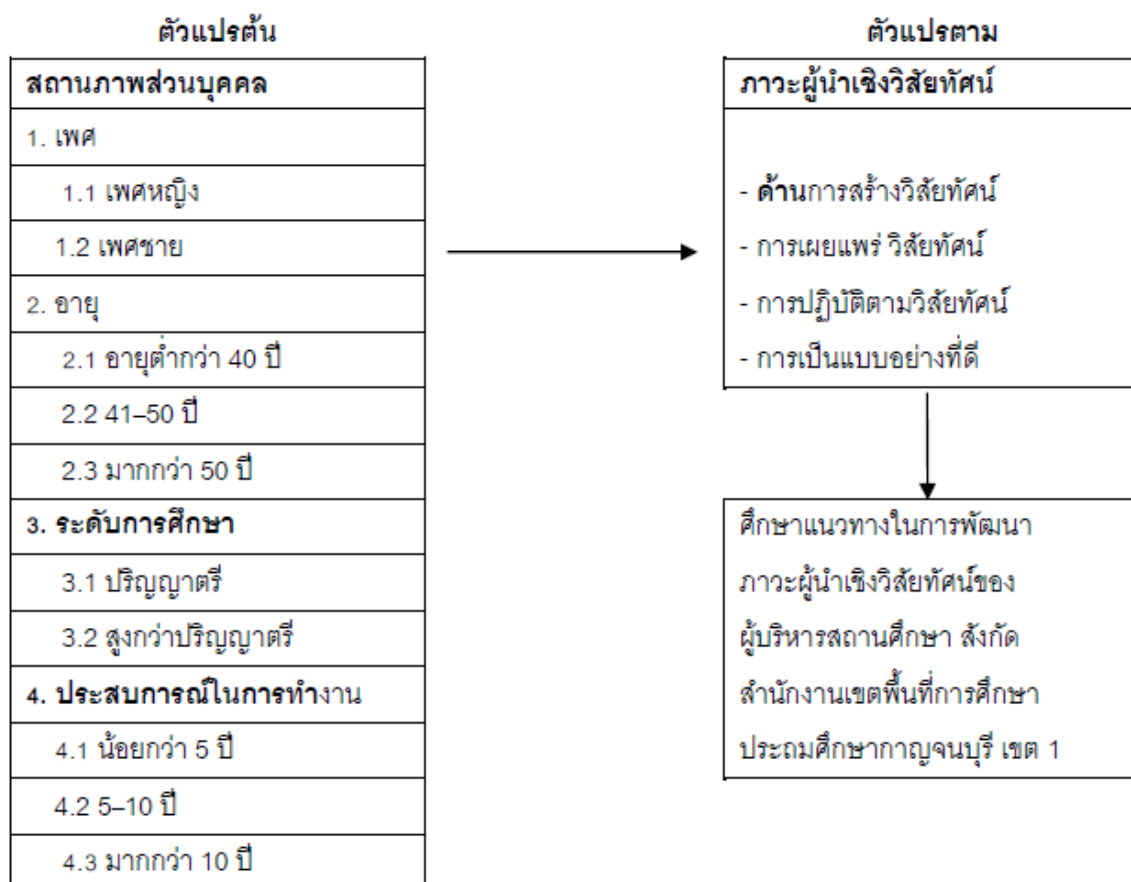 ตัวแปรต้น
สถานภาพส่วนบุคคล
1. เพศ
1.1 เพศหญิง
1.2 เพศชาย
2. อายุ
2.1 อายุต่ำกว่า 40 ปี
2.2 41–50 ปี
2.3 มากกว่า 50 ปี
3. ระดับการศึกษา
3.1 ปริญญาตรี
3.2 สูงกว่าปริญญาตรี
4. ประสบการณ์ในการทำงาน
4.1 น้อยกว่า 5 ปี
4.2 5–10 ปี
4.3 มากกว่า 10 ปี
ตัวแปรตาม
ภาวะผู้นำเชิงวิสัยทัศน์
- ด้านการสร้างวิสัยทัศน์
- การเผยแพร่ วิสัยทัศน์
- การปฏิบัติตามวิสัยทัศน์
- การเป็นแบบอย่างที่ดี
ศึกษาแนวทางในการพัฒนา
ภาวะผู้นำเชิงวิสัยทัศน์ของ
ผู้บริหารสถานศึกษา สังกัด
สำนักงานเขตพื้นที่การศึกษา
ประถมศึกษากาญจนบุรี เขต 1